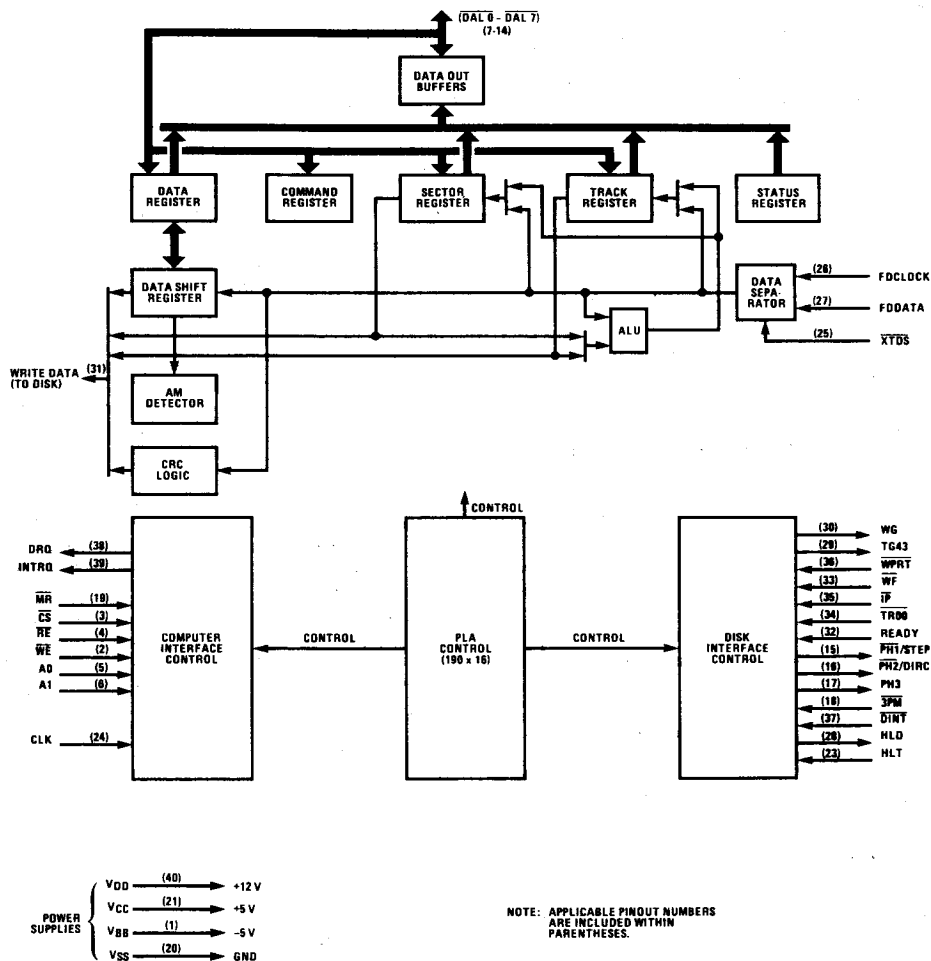 (DAL 0 - DAL 7)
(7-14)
DATA OUT
BUFFERS
DATA
REGISTER
COMMAND
REGISTER
SECTOR
REGISTER
TRACK
REGISTER
STATUS
REGISTER
DATA SHIFT
REGISTER
DATA
SEPA-
RATOR
(26)
FDCLOCK
(27)
FDDATA
(25)
XTDS
ALU
WRITE DATA
(TO DISK)
(31)
AM
DETECTOR
CRC
LOGIC
CONTROL
DRQ
(38)
INTRQ
(39)
MR
(19)
CS
(3)
RE
(4)
WE
(2)
A0
(5)
A1
(6)
CLK
(24)
COMPUTER
INTERFACE
CONTROL
CONTROL
PLA
CONTROL
(190 x 16)
CONTROL
DISK
INTERFACE
CONTROL
(30)
WG
(29)
TG43
(36)
WPRT
(33)
WF
(35)
IP
(34)
TR00
(32)
READY
(15)
PH1/STEP
(16)
PH2/DIRC
(17)
PH3
(18)
3PM
(37)
DINT
(28)
HLD
(23)
HLT
POWER
SUPPLIES
VDD
(40)
+12 V
VCC
(21)
+5 V
VBB
(1)
-5 V
VSS
(20)
GND
NOTE: APPLICABLE PINOUT NUMBERS
ARE INCLUDED WITHIN
PARENTHESES.